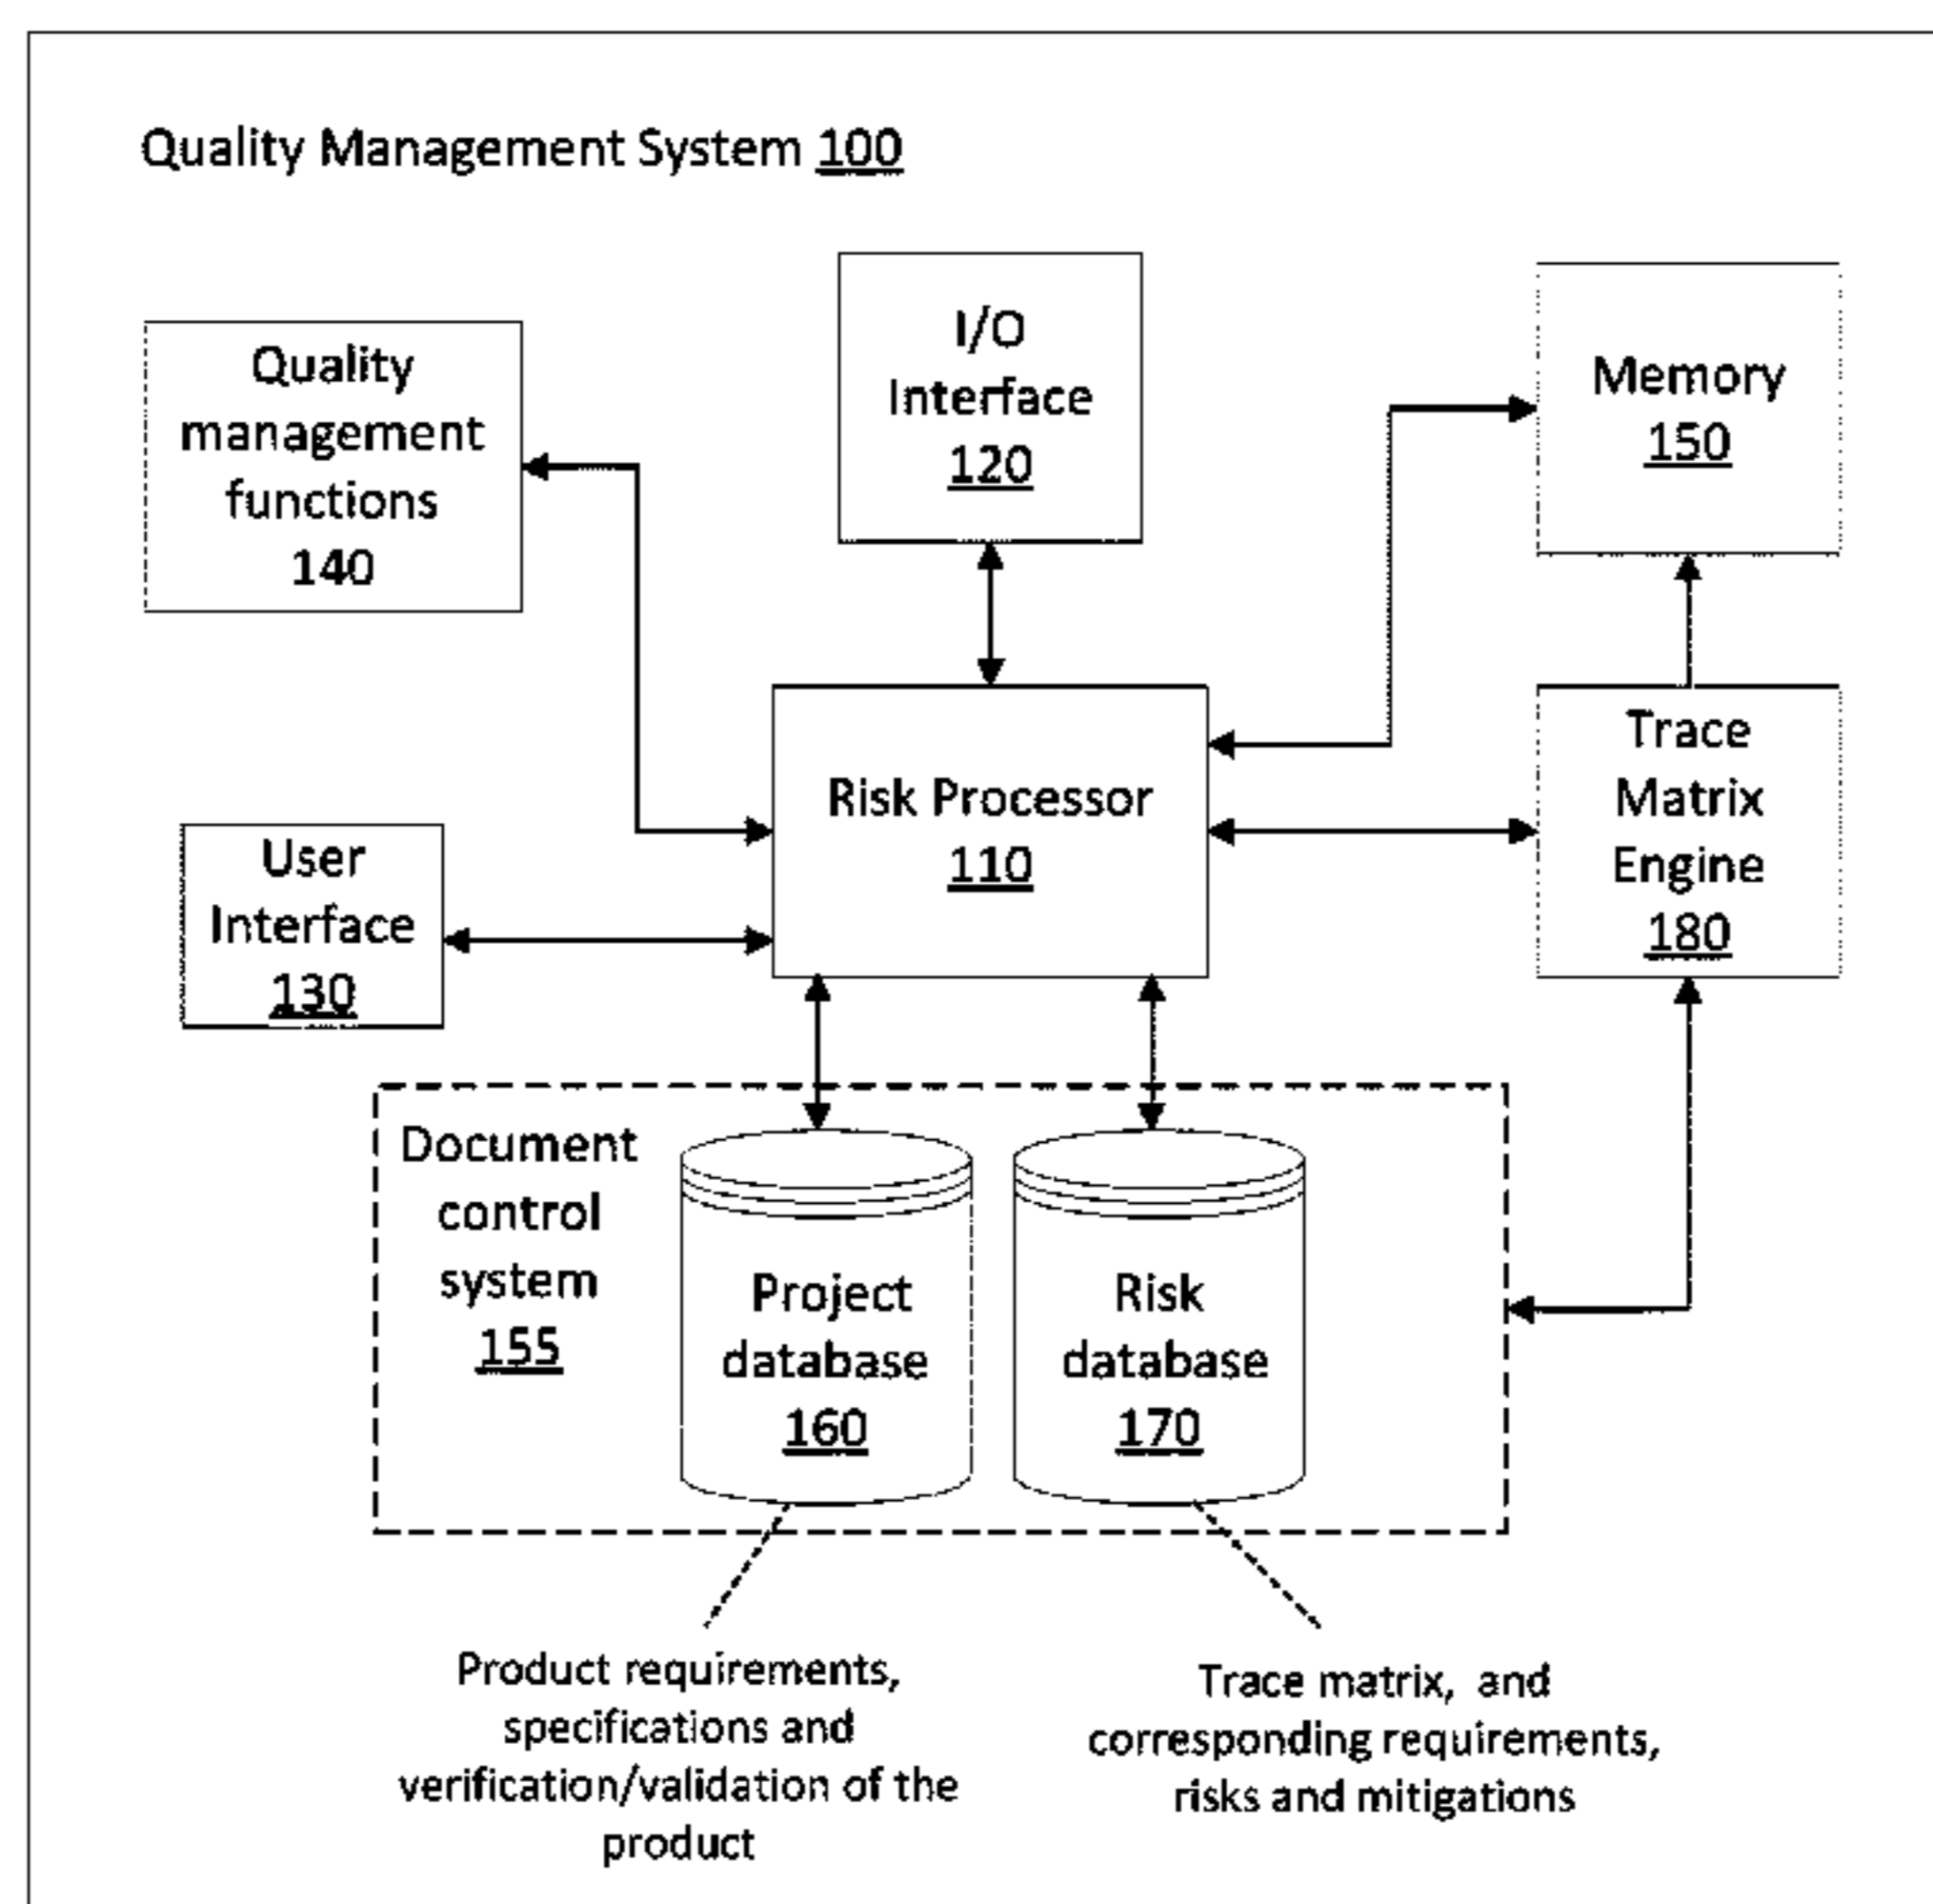 Quality Management System 100
I/O
Interface
120
Quality
management
functions
140
Memory
150
Risk Processor
110
Trace
Matrix
Engine
180
User
Interface
130
Document
control
system
155
Project
database
160
Risk
database
170
Product requirements,
specifications and
verification/validation of the
product
Trace matrix, and
corresponding requirements,
risks and mitigations